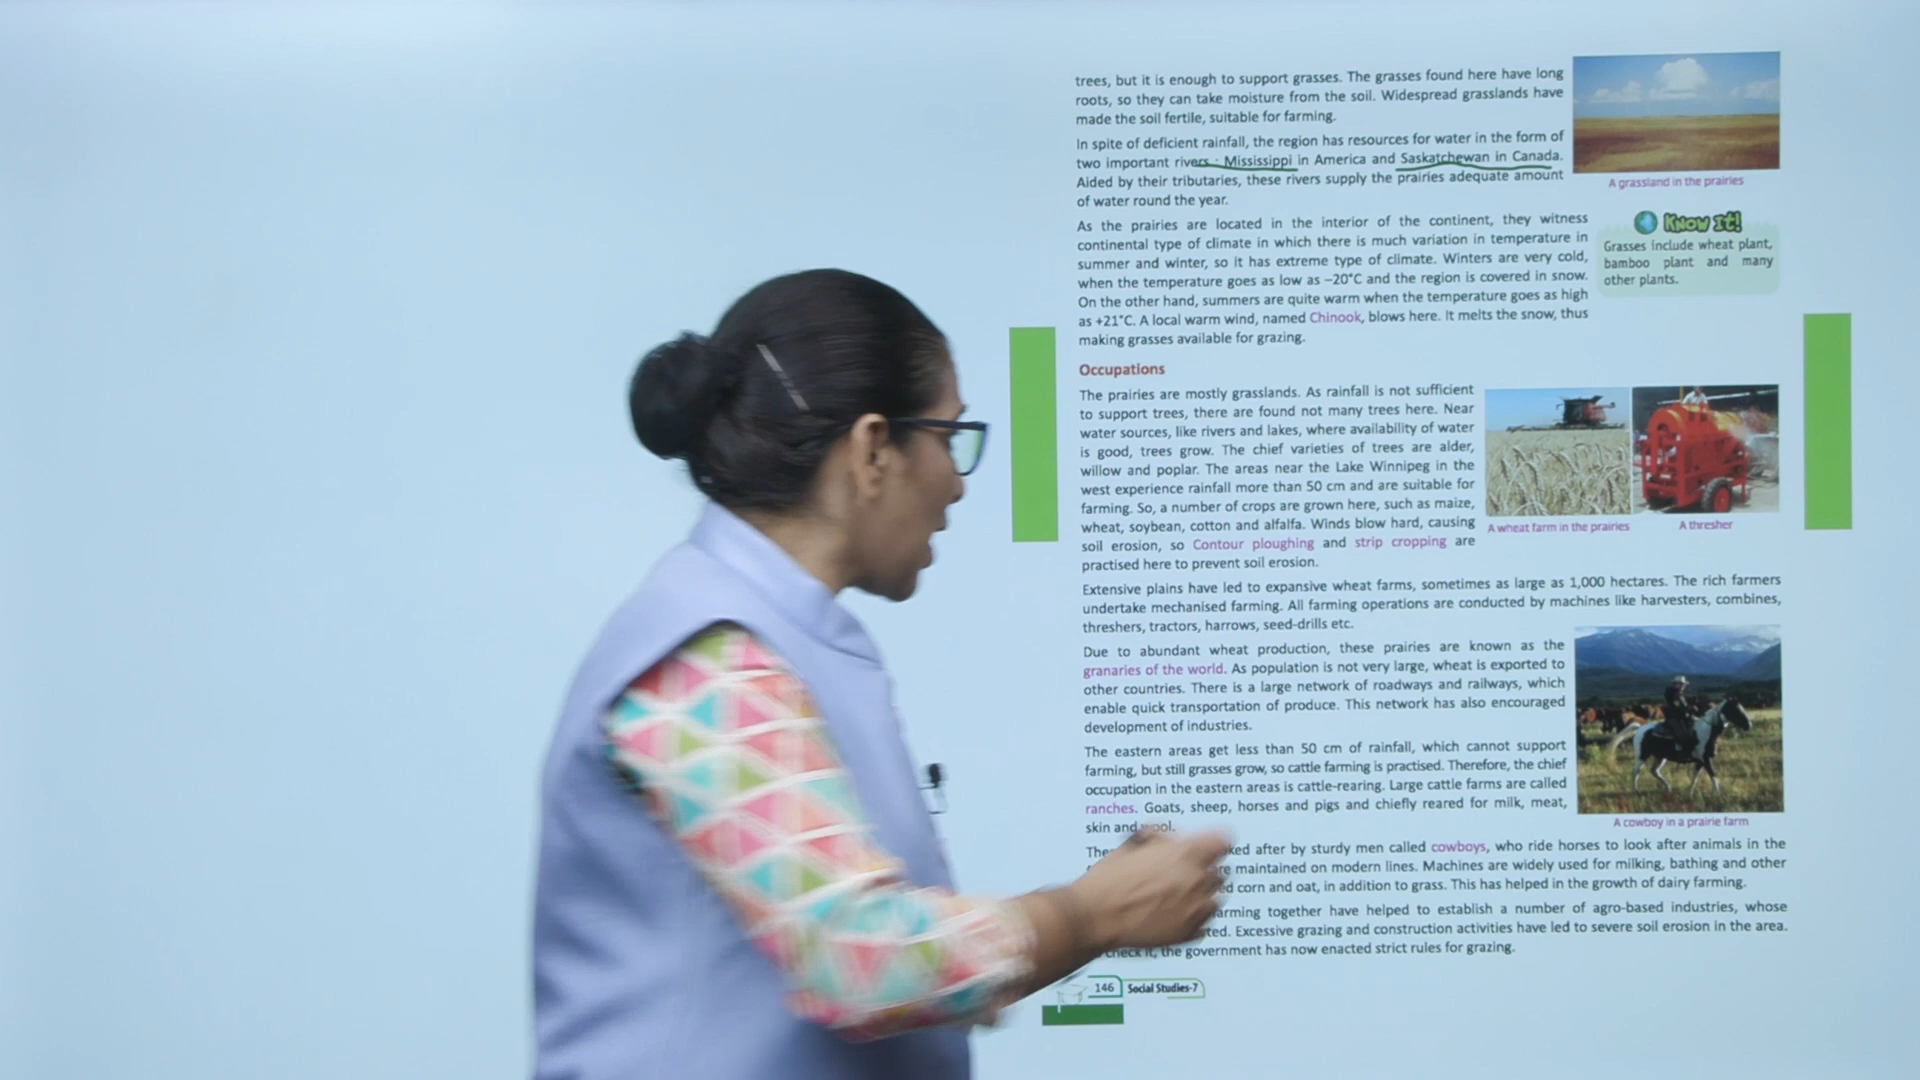 trees, but it is enough to support grasses. The grasses found here have long
roots, so they can take moisture from the soil. Widespread grasslands have
made the soil fertile, suitable for farming.
In spite of deficient rainfall, the region has resources for water in the form of
two important rivers : Mississippi in America and Saskatchewan in Canada.
Aided by their tributaries, these rivers supply the prairies adequate amount
of water round the year.
A grassland in the prairies
As the prairies are located in the interior of the continent, they witness
continental type of climate in which there is much variation in temperature in
summer and winter, so it has extreme type of climate. Winters are very cold,
when the temperature goes as low as –20°C and the region is covered in snow.
On the other hand, summers are quite warm when the temperature goes as high
as +21°C. A local warm wind, named Chinook, blows here. It melts the snow, thus
making grasses available for grazing.
Know It!
Grasses include wheat plant,
bamboo plant and many
other plants.
Occupations
The prairies are mostly grasslands. As rainfall is not sufficient
to support trees, there are found not many trees here. Near
water sources, like rivers and lakes, where availability of water
is good, trees grow. The chief varieties of trees are alder,
willow and poplar. The areas near the Lake Winnipeg in the
west experience rainfall more than 50 cm and are suitable for
farming. So, a number of crops are grown here, such as maize,
wheat, soybean, cotton and alfalfa. Winds blow hard, causing
soil erosion, so Contour ploughing and strip cropping are
practised here to prevent soil erosion.
A wheat farm in the prairies
A thresher
Extensive plains have led to expansive wheat farms, sometimes as large as 1,000 hectares. The rich farmers
undertake mechanised farming. All farming operations are conducted by machines like harvesters, combines,
threshers, tractors, harrows, seed-drills etc.
Due to abundant wheat production, these prairies are known as the
granaries of the world. As population is not very large, wheat is exported to
other countries. There is a large network of roadways and railways, which
enable quick transportation of produce. This network has also encouraged
development of industries.
The eastern areas get less than 50 cm of rainfall, which cannot support
farming, but still grasses grow, so cattle farming is practised. Therefore, the chief
occupation in the eastern areas is cattle-rearing. Large cattle farms are called
ranches. Goats, sheep, horses and pigs and chiefly reared for milk, meat,
skin and wool.
A cowboy in a prairie farm
after by sturdy men called cowboys, who ride horses to look after animals in the
maintained on modern lines. Machines are widely used for milking, bathing and other
corn and oat, in addition to grass. This has helped in the growth of dairy farming.
together have helped to establish a number of agro-based industries, whose
Excessive grazing and construction activities have led to severe soil erosion in the area.
check it, the government has now enacted strict rules for grazing.
146 Social Studies-7